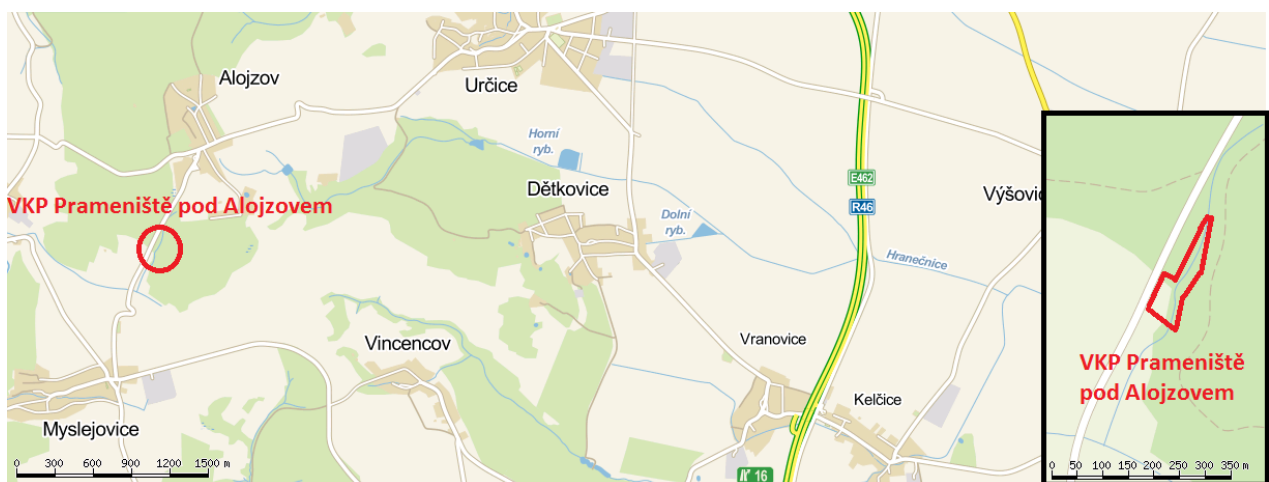 Alojzov
Určice
Horní
ryb.
Dětkovice
E462
R46
Výšovic
VKP Prameniště pod Alojzovem
Dolní
ryb.
Hranečnice
Vranovice
Vincencov
Kelčice
Myslejovice
0 300 600 900 1200 1500 m
16
VKP Prameniště
pod Alojzovem
0 50 100 150 200 250 300 350 m